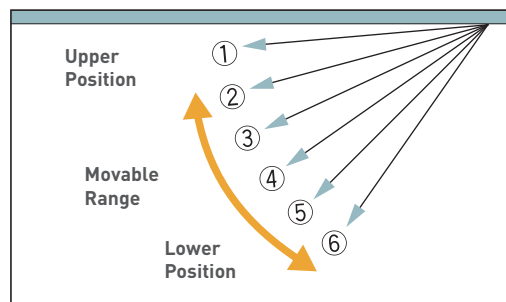 ①
Upper
Position
②
③
Movable
Range
④
⑤
⑥
Lower
Position